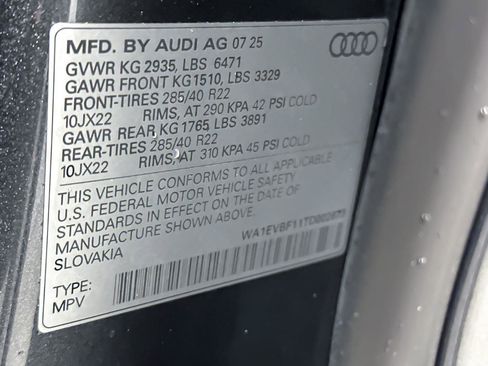 MFD. BY AUDI AG 07 25
GVWR KG 2935, LBS 6471
GAWR FRONT KG1510, LBS 3329
FRONT-TIRES 285/40 R22
10JX22 RIMS, AT 290 KPA 42 PSI COLD
GAWR REAR, KG 1765, LBS 3891
REAR-TIRES 285/40 R22
10JX22 RIMS, AT 310 KPA 45 PSI COLD
THIS VEHICLE CONFORMS TO ALL APPLICABLE
U.S. FEDERAL MOTOR VEHICLE SAFETY
STANDARDS IN EFFECT ON THE DATE OF
MANUFACTURE SHOWN ABOVE.
SLOVAKIA
TYPE:
MPV